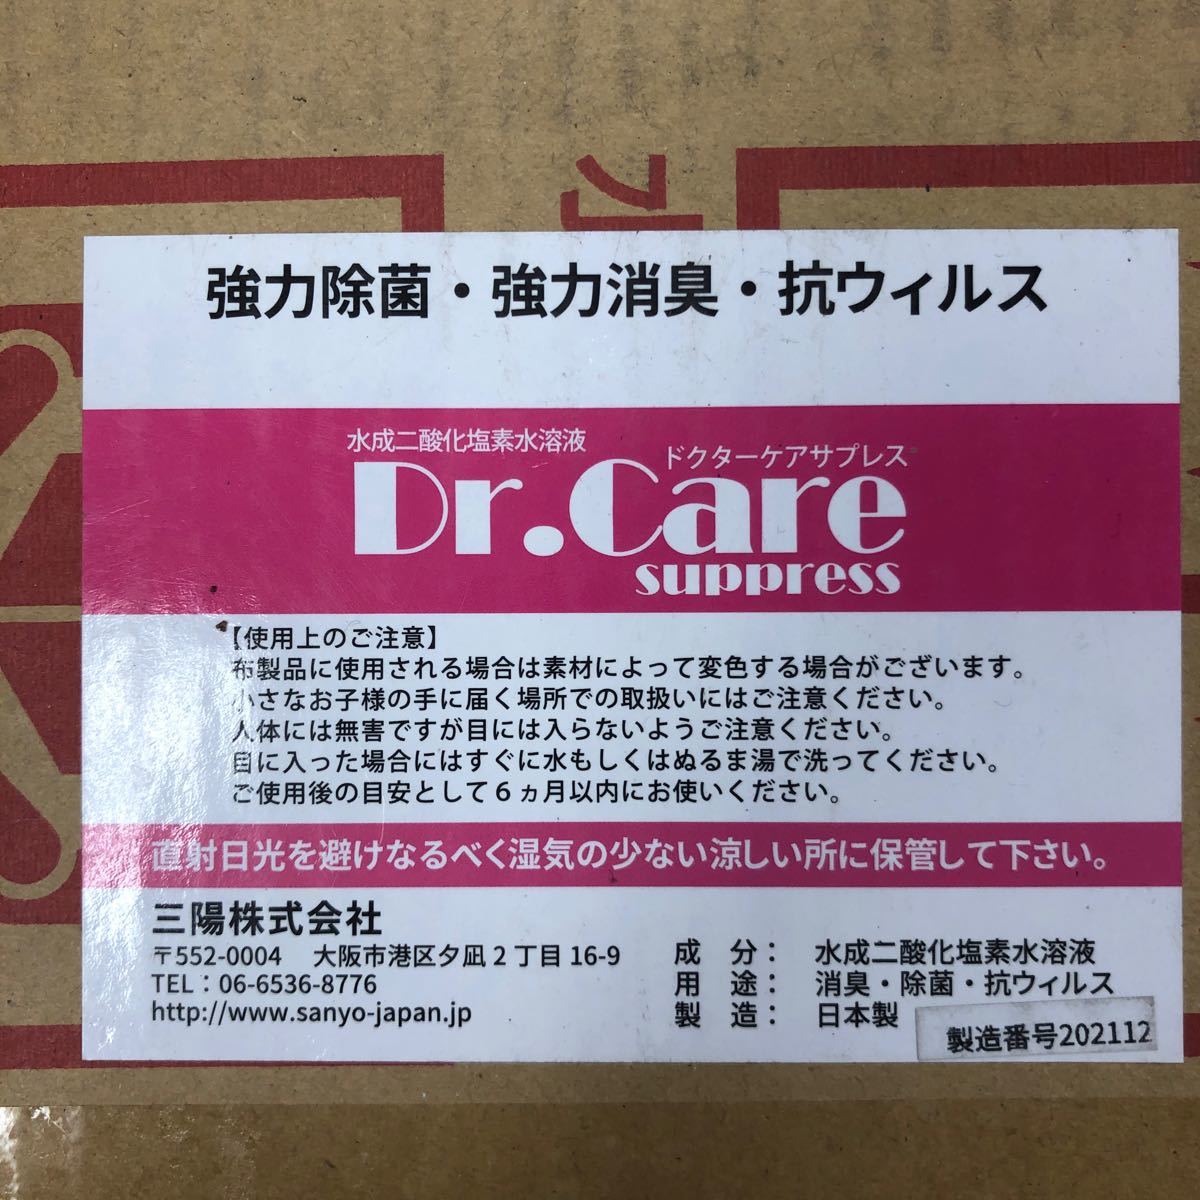 強力除菌・強力消臭・抗ウィルス
水成二酸化塩素水溶液
ドクターケアサプレス
Dr.Care
suppress
【使用上のご注意】
布製品に使用される場合は素材によって変色する場合がございます。
小さなお子様の手に届く場所での取扱いにはご注意ください。
人体には無害ですが目には入らないようご注意ください。
目に入った場合にはすぐに水もしくはぬるま湯で洗ってください。
ご使用後の目安として6ヵ月以内にお使いください。
直射日光を避けなるべく湿気の少ない涼しい所に保管して下さい。
三陽株式会社
〒552-0004 大阪市港区夕凪2丁目16-9
TEL：06-6536-8776
http://www.sanyo-japan.jp
成分： 水成二酸化塩素水溶液
用途： 消臭・除菌・抗ウィルス
製造： 日本製
製造番号202112